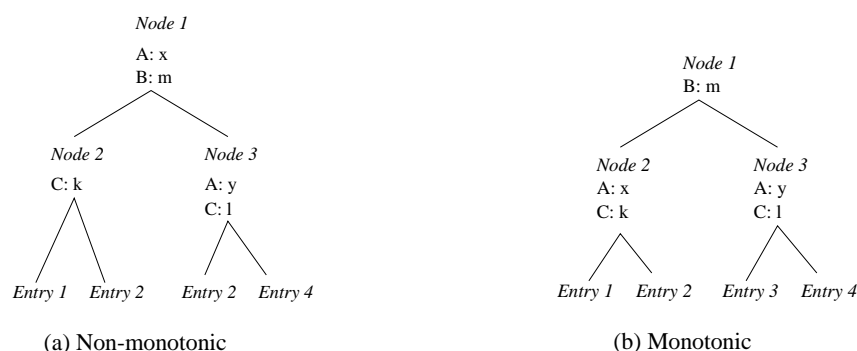 Node 1
A: x
B: m
Node 2
Node 3
C: k
A: y
C: l
Entry 1
Entry 2
Entry 2
Entry 4
(a) Non-monotonic
Node 1
B: m
Node 2
Node 3
A: x
A: y
C: k
C: l
Entry 1
Entry 2
Entry 3
Entry 4
(b) Monotonic